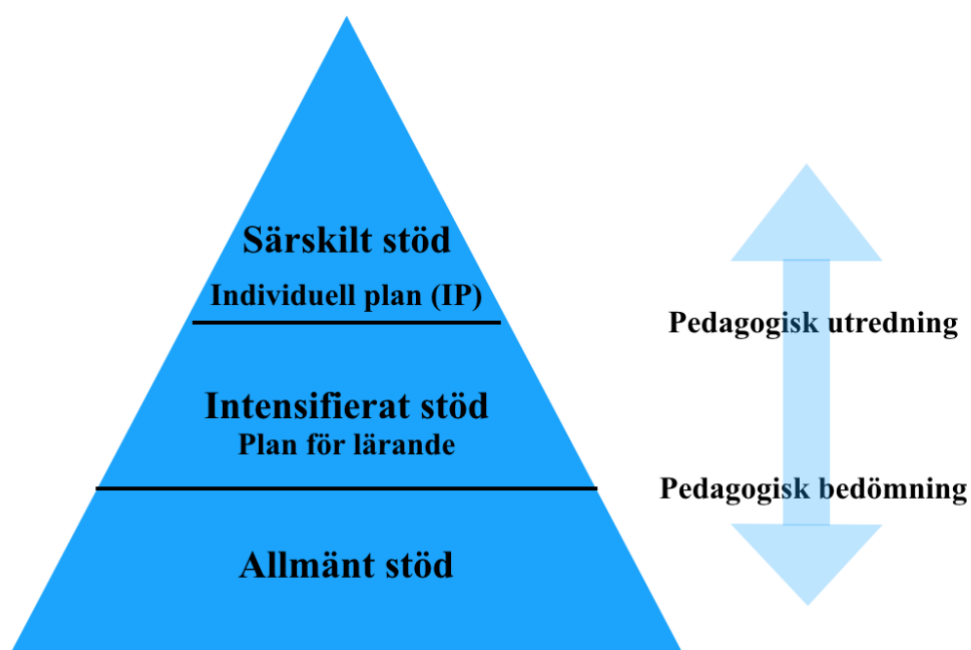 Särskilt stöd
Individuell plan (IP)
Pedagogisk utredning
Intensifierat stöd
Plan för lärande
Pedagogisk bedömning
Allmänt stöd